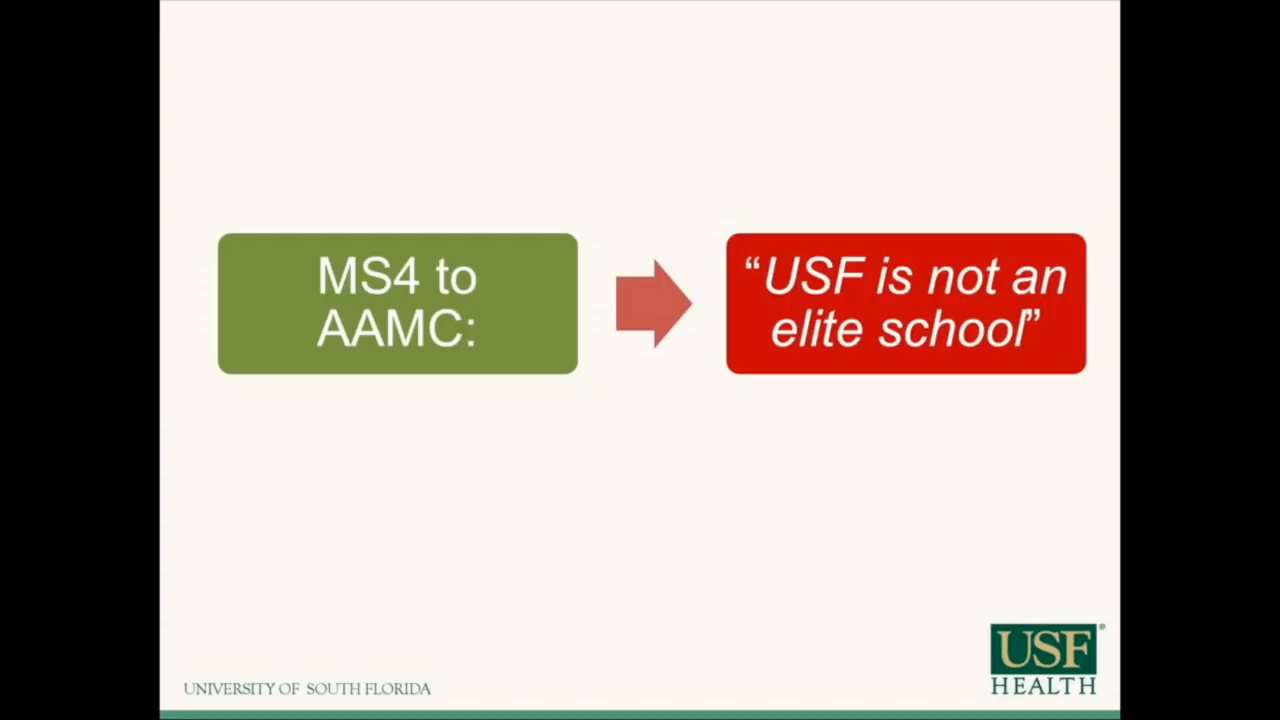 MS4 to
AAMC:
“USF is not an
elite school”
UNIVERSITY OF SOUTH FLORIDA
USF®
HEALTH